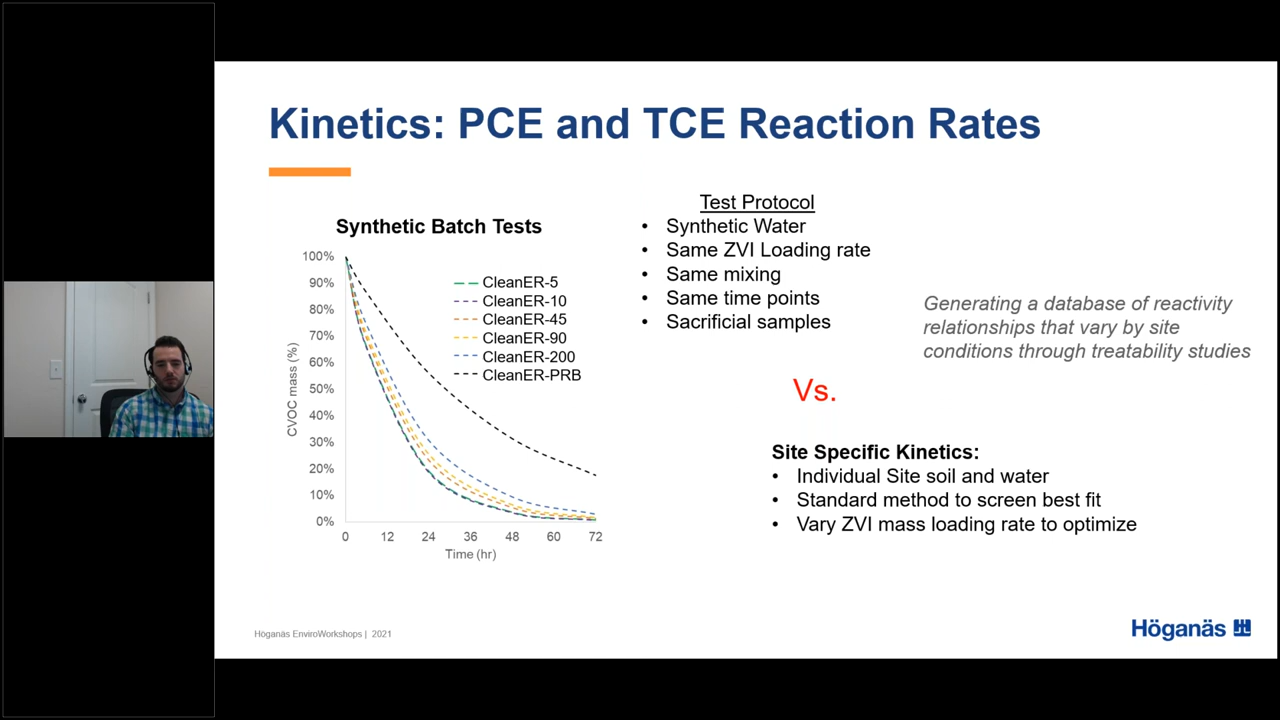 Kinetics: PCE and TCE Reaction Rates
Synthetic Batch Tests
100%
90%
80%
70%
60%
50%
40%
30%
20%
10%
0%
CVOC mass (%)
0 12 24 36 48 60 72
Time (hr)
CleanER-5
CleanER-10
CleanER-45
CleanER-90
CleanER-200
CleanER-PRB
Test Protocol
• Synthetic Water
• Same ZVI Loading rate
• Same mixing
• Same time points
• Sacrificial samples
Generating a database of reactivity
relationships that vary by site
conditions through treatability studies
Vs.
Site Specific Kinetics:
• Individual Site soil and water
• Standard method to screen best fit
• Vary ZVI mass loading rate to optimize
Höganäs EnviroWorkshops | 2021
Höganäs